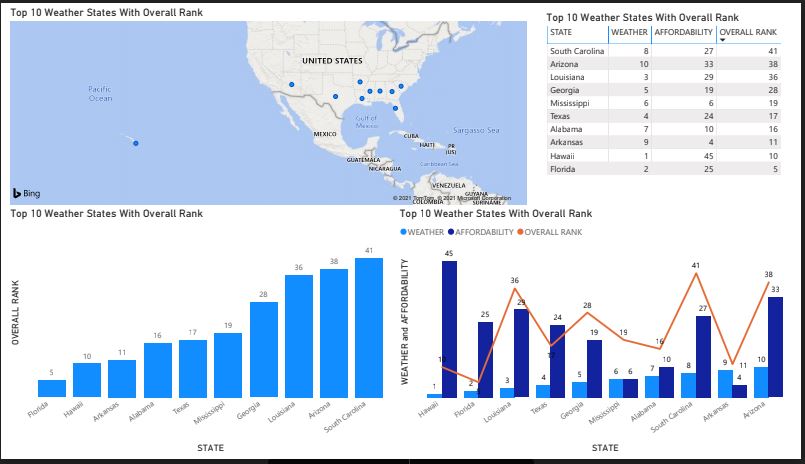 Top 10 Weather States With Overall Rank
UNITED STATES
Pacific
Ocean
Gulf of
Mexico
Sargasso Sea
MEXICO
CUBA
HAITI
PR
(US)
GUATEMALA
Caribbean Sea
NICARAGUA
VENEZUELA
GUYANA
COLOMBIA
SURINAME
Bing
© 2021 TomTom, © 2021 Microsoft Corporation
Top 10 Weather States With Overall Rank
STATE WEATHER AFFORDABILITY OVERALL RANK
South Carolina 8 27 41
Arizona 10 33 38
Louisiana 3 29 36
Georgia 5 19 28
Mississippi 6 6 19
Texas 4 24 17
Alabama 7 10 16
Arkansas 9 4 11
Hawaii 1 45 10
Florida 2 25 5
Top 10 Weather States With Overall Rank
OVERALL RANK
5 10 11 16 17 19 28 36 38 41
Florida Hawaii Arkansas Alabama Texas Mississippi Georgia Louisiana Arizona South Carolina
STATE
Top 10 Weather States With Overall Rank
WEATHER AFFORDABILITY OVERALL RANK
WEATHER and AFFORDABILITY
1 2 3 4 5 6 7 8 9 10
45 25 29 24 19 6 10 27 4 33
10 36 17 28 19 16 41 11 38
Hawaii Florida Louisiana Texas Georgia Mississippi Alabama South Carolina Arkansas Arizona
STATE